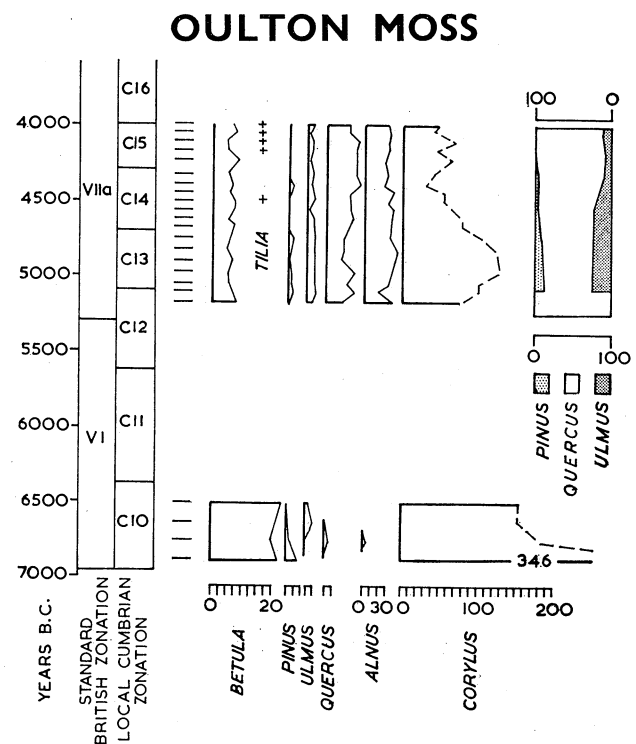 OULTON MOSS
100 0
C16
4000
C15
++++
VIIa
4500
C14
+
TILIA
C13
5000
C12
5500
0 100
PINUS
QUERCUS
ULMUS
6000
VI
C11
6500
C10
346
7000
0 20 0 30 0 100 200
YEARS B.C.
STANDARD
BRITISH ZONATION
LOCAL CUMBRIAN
ZONATION
BETULA
PINUS
ULMUS
QUERCUS
ALNUS
CORYLUS